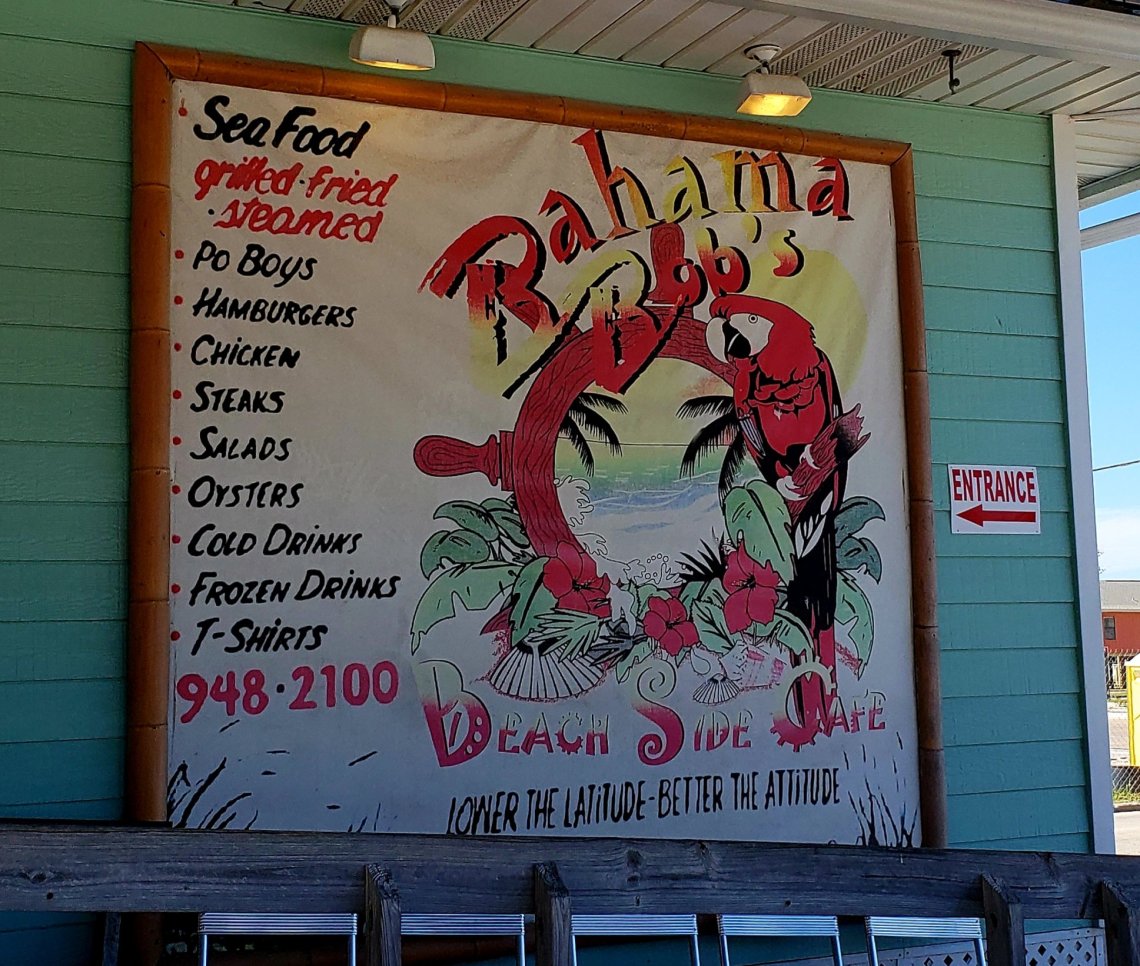 Sea Food
grilled · fried
· steamed
• Po Boys
• Hamburgers
• Chicken
• Steaks
• Salads
• Oysters
• Cold Drinks
• Frozen Drinks
• T-Shirts
948·2100
Bahama
Bob's
Beach Side Cafe
Lower the Latitude-Better the Attitude
ENTRANCE